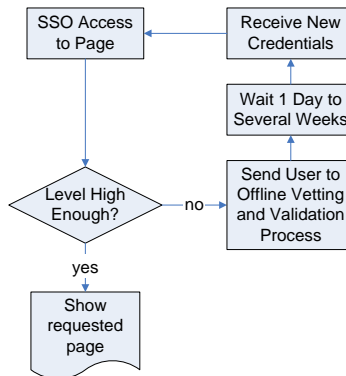 SSO Access
to Page
Receive New
Credentials
Wait 1 Day to
Several Weeks
Level High
Enough?
no
Send User to
Offline Vetting
and Validation
Process
yes
Show
requested
page